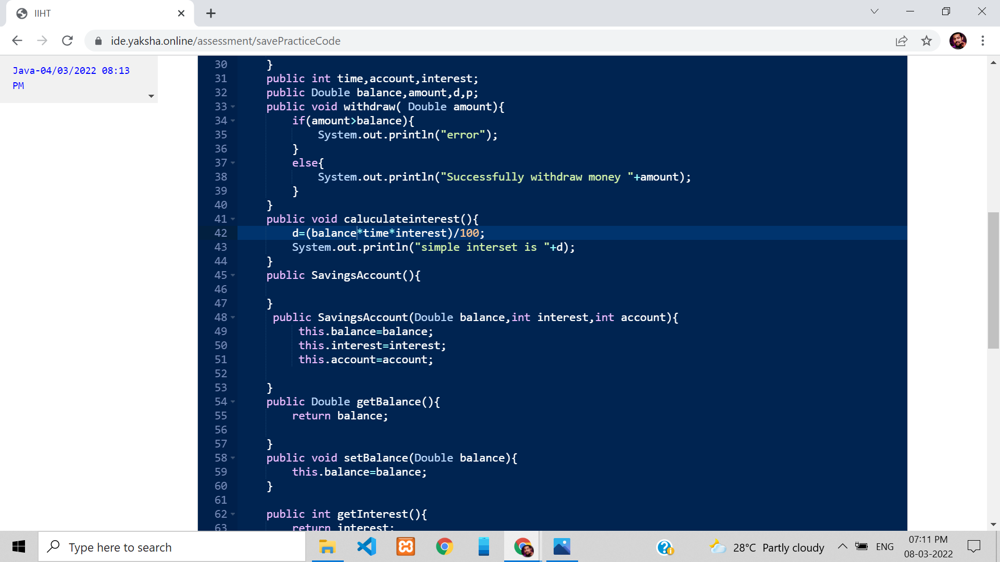 IIHT
ide.yaksha.online/assessment/savePracticeCode
Java-04/03/2022 08:13
PM
30 }
31 public int time,account,interest;
32 public Double balance,amount,d,p;
33 public void withdraw( Double amount){
34 if(amount>balance){
35 System.out.println("error");
36 }
37 else{
38 System.out.println("Successfully withdraw money "+amount);
39 }
40 }
41 public void caluculateinterest(){
42 d=(balance*time*interest)/100;
43 System.out.println("simple interset is "+d);
44 }
45 public SavingsAccount(){
46
47 }
48 public SavingsAccount(Double balance,int interest,int account){
49 this.balance=balance;
50 this.interest=interest;
51 this.account=account;
52
53 }
54 public Double getBalance(){
55 return balance;
56
57 }
58 public void setBalance(Double balance){
59 this.balance=balance;
60 }
61
62 public int getInterest(){
63 return interest;
Type here to search
28°C Partly cloudy
ENG
07:11 PM
08-03-2022